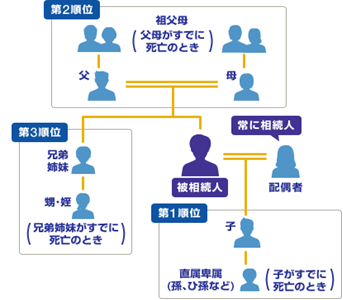 第2順位
祖父母
(父母がすでに
死亡のとき)
父
母
第3順位
兄弟
姉妹
甥・姪
(兄弟姉妹がすでに
死亡のとき)
常に相続人
被相続人
配偶者
第1順位
子
直属卑属
(孫、ひ孫など)
(子がすでに
死亡のとき)